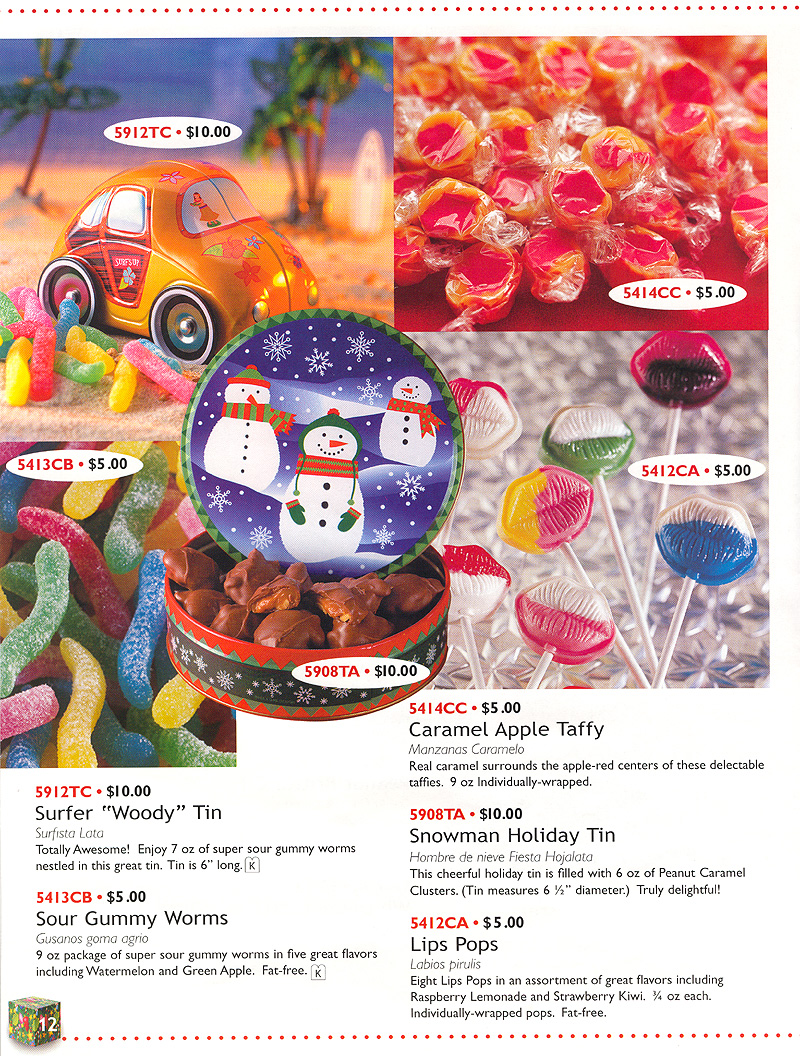 5912TC • $10.00
SURF'S UP
5414CC • $5.00
5413CB • $5.00
5412CA • $5.00
5908TA • $10.00
5414CC • $5.00
Caramel Apple Taffy
Manzanas Caramelo
Real caramel surrounds the apple-red centers of these delectable
taffies. 9 oz Individually-wrapped.
5912TC • $10.00
Surfer “Woody” Tin
Surfista Lata
Totally Awesome! Enjoy 7 oz of super sour gummy worms
nestled in this great tin. Tin is 6” long. K
5413CB • $5.00
Sour Gummy Worms
Gusanos goma agrio
9 oz package of super sour gummy worms in five great flavors
including Watermelon and Green Apple. Fat-free. K
5908TA • $10.00
Snowman Holiday Tin
Hombre de nieve Fiesta Hojalata
This cheerful holiday tin is filled with 6 oz of Peanut Caramel
Clusters. (Tin measures 6 ½” diameter.) Truly delightful!
5412CA • $5.00
Lips Pops
Labios pirulis
Eight Lips Pops in an assortment of great flavors including
Raspberry Lemonade and Strawberry Kiwi. ¾ oz each.
Individually-wrapped pops. Fat-free.
12